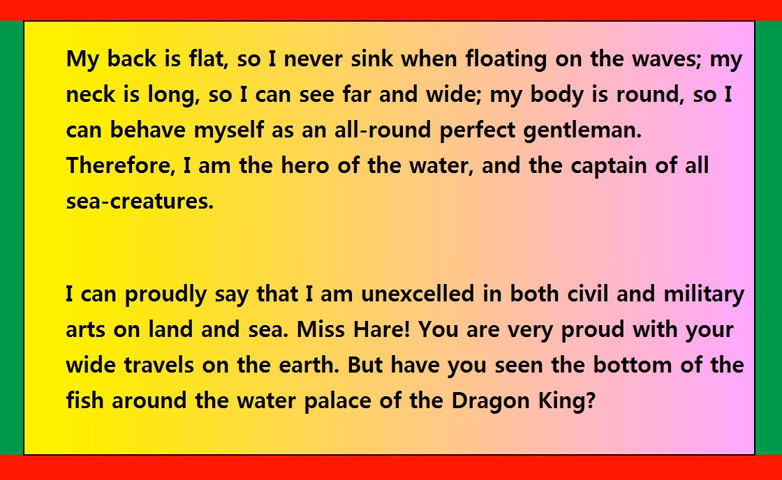 My back is flat, so I never sink when floating on the waves; my
neck is long, so I can see far and wide; my body is round, so I
can behave myself as an all-round perfect gentleman.
Therefore, I am the hero of the water, and the captain of all
sea-creatures.
I can proudly say that I am unexcelled in both civil and military
arts on land and sea. Miss Hare! You are very proud with your
wide travels on the earth. But have you seen the bottom of the
fish around the water palace of the Dragon King?